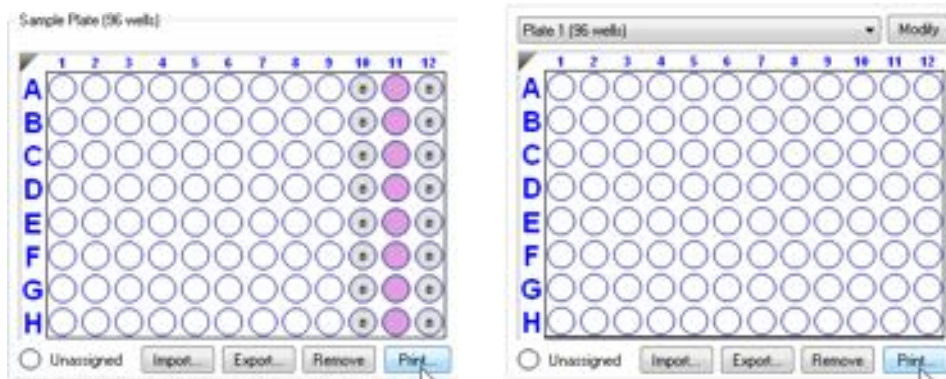 Sample Plate (96 wells)
1 2 3 4 5 6 7 8 9 10 11 12
A
B
C
D
E
F
G
H
Unassigned Import... Export... Remove Print...
Plate 1 (96 wells) Modify
1 2 3 4 5 6 7 8 9 10 11 12
A
B
C
D
E
F
G
H
Unassigned Import... Export... Remove Print...